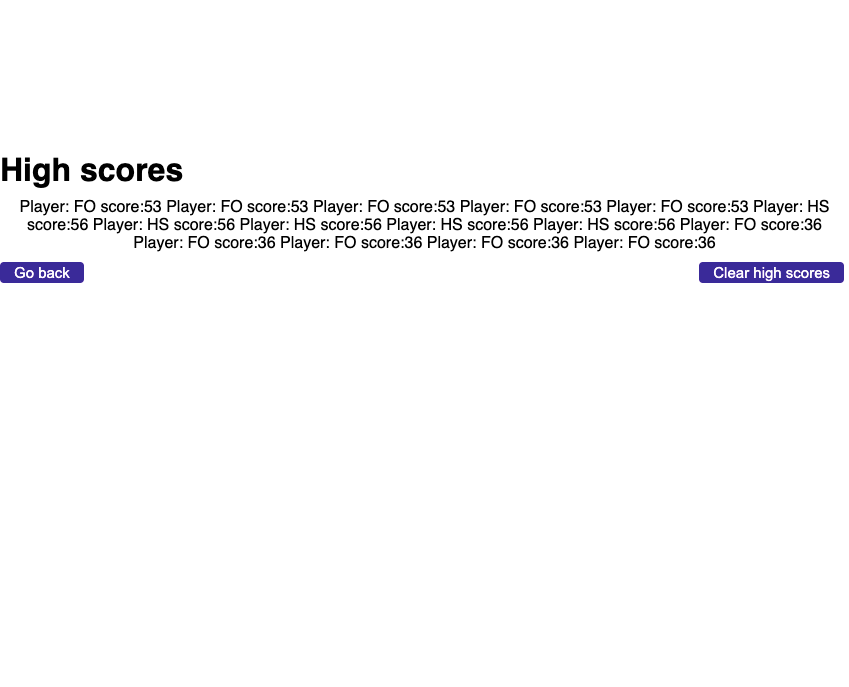 High scores
Player: FO score:53 Player: FO score:53 Player: FO score:53 Player: FO score:53 Player: FO score:53 Player: HS
score:56 Player: HS score:56 Player: HS score:56 Player: HS score:56 Player: HS score:56 Player: FO score:36
Player: FO score:36 Player: FO score:36 Player: FO score:36 Player: FO score:36
Go back
Clear high scores